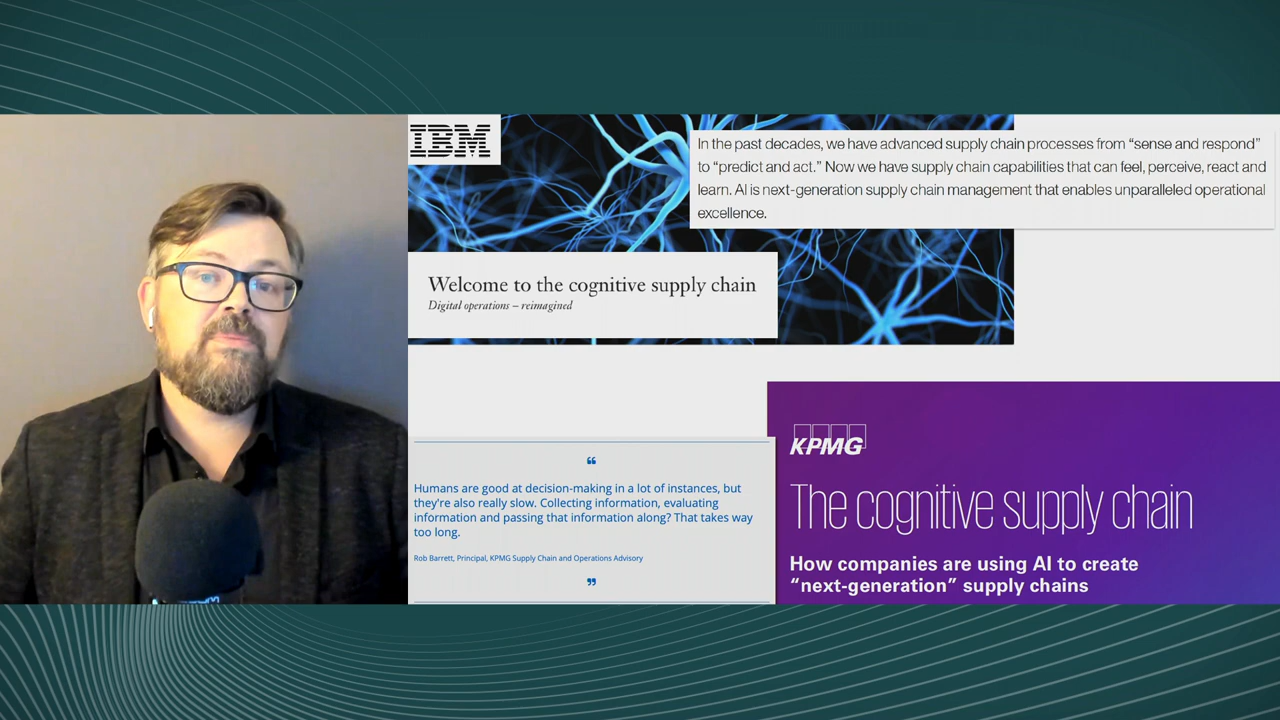 IBM
In the past decades, we have advanced supply chain processes from “sense and respond”
to “predict and act.” Now we have supply chain capabilities that can feel, perceive, react and
learn. AI is next-generation supply chain management that enables unparalleled operational
excellence.
Welcome to the cognitive supply chain
Digital operations – reimagined
KPMG
The cognitive supply chain
How companies are using AI to create
“next-generation” supply chains
“
Humans are good at decision-making in a lot of instances, but
they're also really slow. Collecting information, evaluating
information and passing that information along? That takes way
too long.
Rob Barrett, Principal, KPMG Supply Chain and Operations Advisory
”